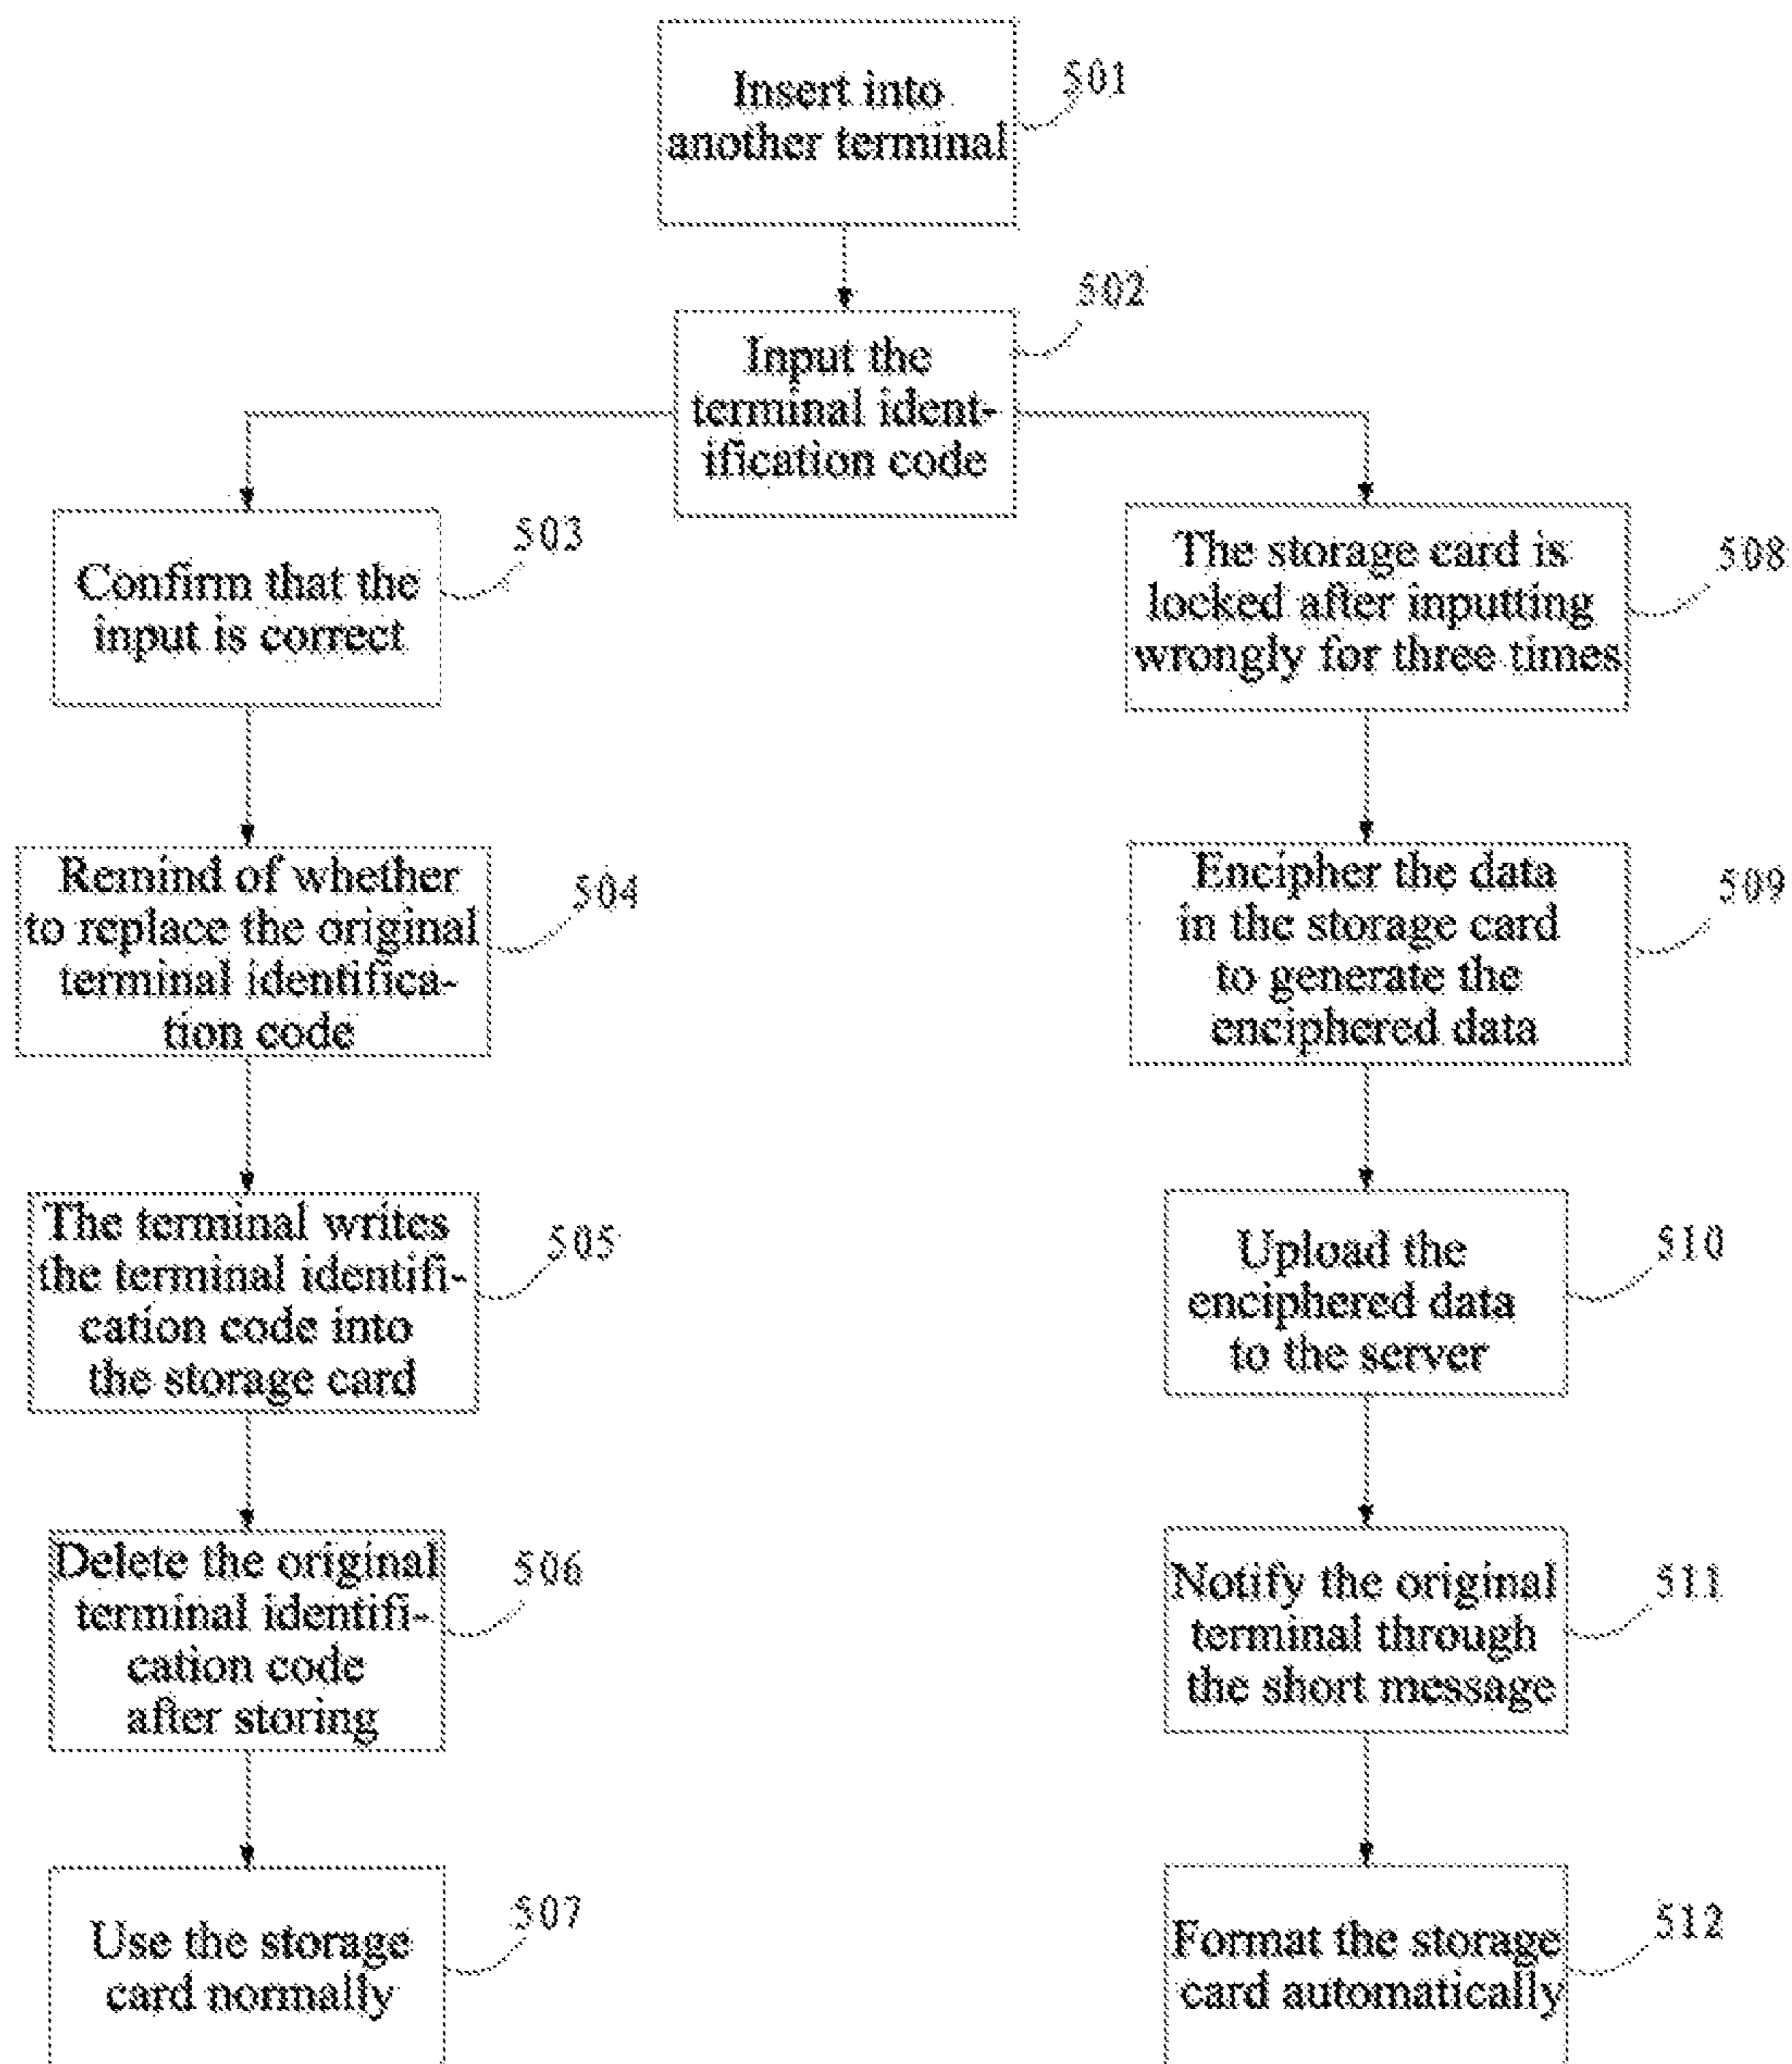 Insert into
another terminal
501
Input the
terminal ident-
ification code
502
Confirm that the
input is correct
503
Remind of whether
to replace the original
terminal identifica-
tion code
504
The terminal writes
the terminal identifi-
cation code into
the storage card
505
Delete the original
terminal identifi-
cation code
after storing
506
Use the storage
card normally
507
The storage card is
locked after inputting
wrongly for three times
508
Encipher the data
in the storage card
to generate the
enciphered data
509
Upload the
enciphered data
to the server
510
Notify the original
terminal through
the short message
511
Format the storage
card automatically
512